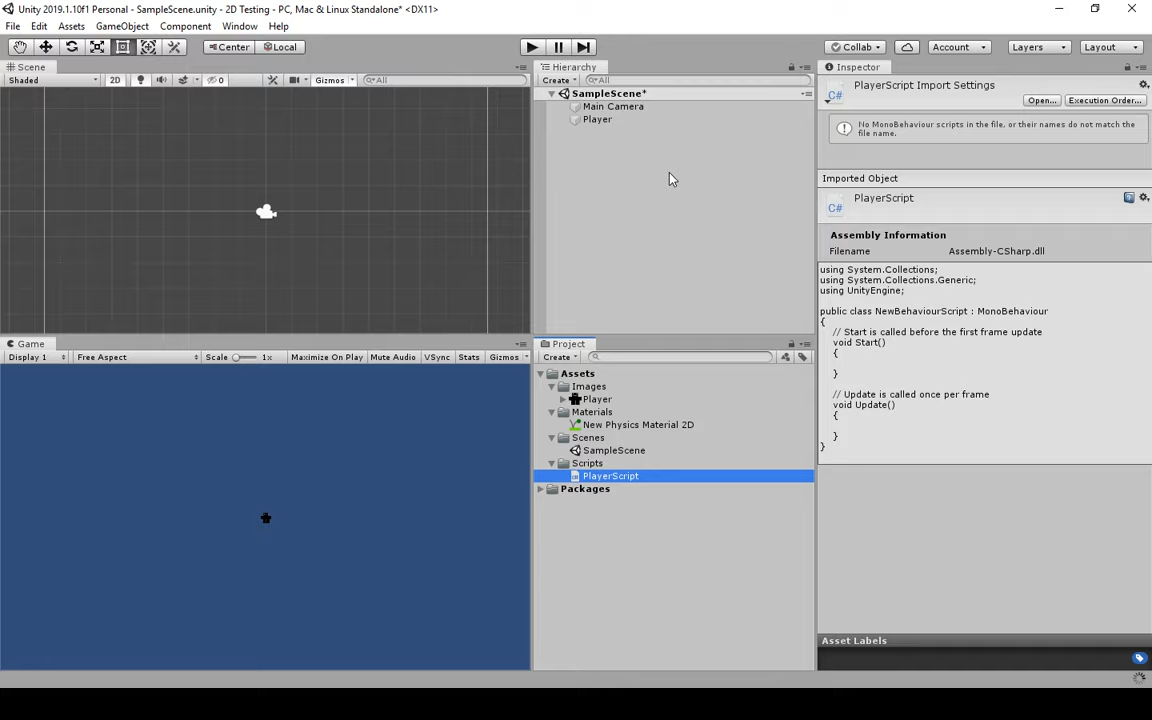 Unity 2019.1.10f1 Personal - SampleScene.unity - 2D Testing - PC, Mac & Linux Standalone* <DX11>
File Edit Assets GameObject Component Window Help
Center Local Collab Account Layers Layout
Scene
Shaded 2D 0 Gizmos All
Hierarchy
Create All
SampleScene*
Main Camera
Player
Inspector
PlayerScript Import Settings
Open... Execution Order...
No MonoBehaviour scripts in the file, or their names do not match the
file name.
Imported Object
PlayerScript
C#
Assembly Information
Filename Assembly-CSharp.dll
using System.Collections;
using System.Collections.Generic;
using UnityEngine;
public class NewBehaviourScript : MonoBehaviour
{
// Start is called before the first frame update
void Start()
{
}
// Update is called once per frame
void Update()
{
}
}
Asset Labels
Game
Display 1 Free Aspect Scale 1x Maximize On Play Mute Audio VSync Stats Gizmos
Project
Create
Assets
Images
Player
Materials
New Physics Material 2D
Scenes
SampleScene
Scripts
PlayerScript
Packages